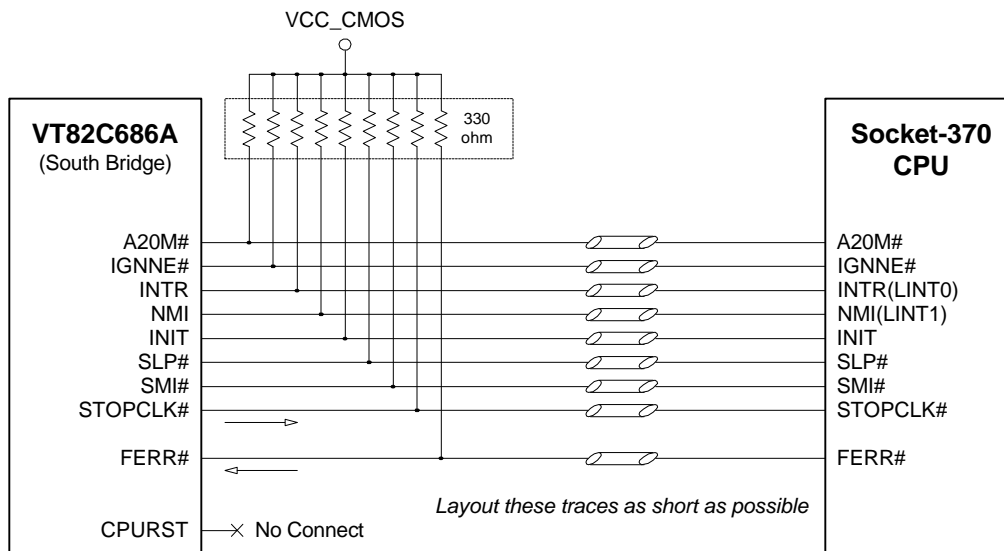 VCC_CMOS
330
ohm
VT82C686A
(South Bridge)
Socket-370
CPU
A20M#
A20M#
IGNNE#
IGNNE#
INTR
INTR(LINT0)
NMI
NMI(LINT1)
INIT
INIT
SLP#
SLP#
SMI#
SMI#
STOPCLK#
STOPCLK#
FERR#
FERR#
Layout these traces as short as possible
CPURST
No Connect